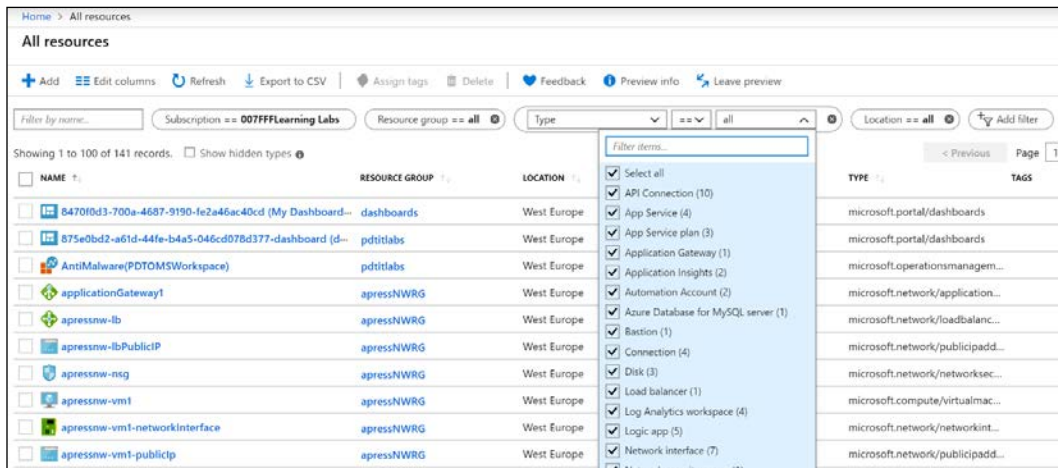 Home > All resources
All resources
Add Edit columns Refresh Export to CSV Assign tags Delete Feedback Preview info Leave preview
Filter by name... Subscription == 007FFFLearning Labs Resource group == all Type == all Location == all Add filter
Showing 1 to 100 of 141 records. Show hidden types Filter items... < Previous Page 1
NAME RESOURCE GROUP LOCATION TYPE TAGS
Select all
API Connection (10)
8470f0d3-700a-4687-9190-fe2a46ac40cd (My Dashboard... dashboards West Europe App Service (4) microsoft.portal/dashboards
875e0bd2-a61d-44fe-b4a5-046cd078d377-dashboard (d... pdtitlabs West Europe App Service plan (3) microsoft.portal/dashboards
Application Gateway (1)
AntiMalware(PDTOMSWorkspace) pdtitlabs West Europe Application Insights (2) microsoft.operationsmanagem...
applicationGateway1 apressNWRG West Europe Automation Account (2) microsoft.network/application...
Azure Database for MySQL server (1)
apressnw-lb apressNWRG West Europe Bastion (1) microsoft.network/loadbalanc...
apressnw-lbPublicIP apressNWRG West Europe Connection (4) microsoft.network/publicipadd...
apressnw-nsg apressNWRG West Europe Disk (3) microsoft.network/networksec...
Load balancer (1)
apressnw-vm1 apressNWRG West Europe Log Analytics workspace (4) microsoft.compute/virtualmac...
apressnw-vm1-networkInterface apressNWRG West Europe Logic app (5) microsoft.network/networkint...
apressnw-vm1-publicIp apressNWRG West Europe Network interface (7) microsoft.network/publicipadd...